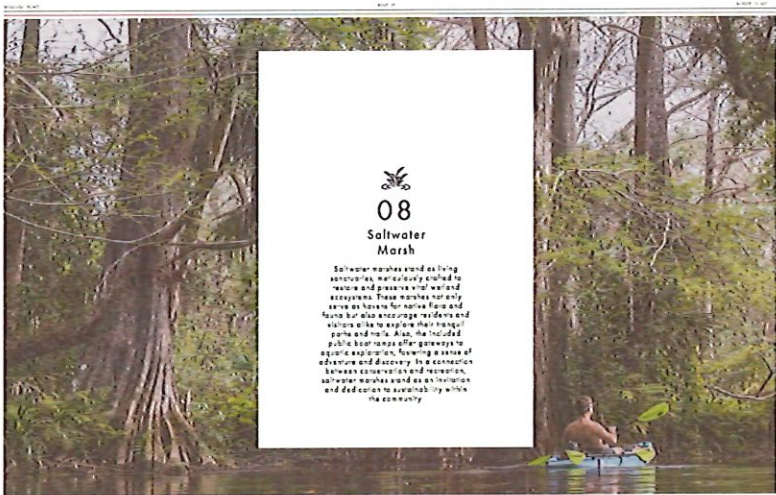 08
Saltwater
Marsh
Saltwater marshes stand as living
sanctuaries, meticulously crafted to
restore and preserve vital wetland
ecosystems. These marshes not only
serve as havens for native flora and
fauna but also encourage residents and
visitors alike to explore their tranquil
paths and trails. Also, the included
public boat ramps offer gateways to
aquatic exploration, fostering a sense of
adventure and discovery. In a connection
between conservation and recreation,
saltwater marshes stand as an invitation
and dedication to sustainability within
the community